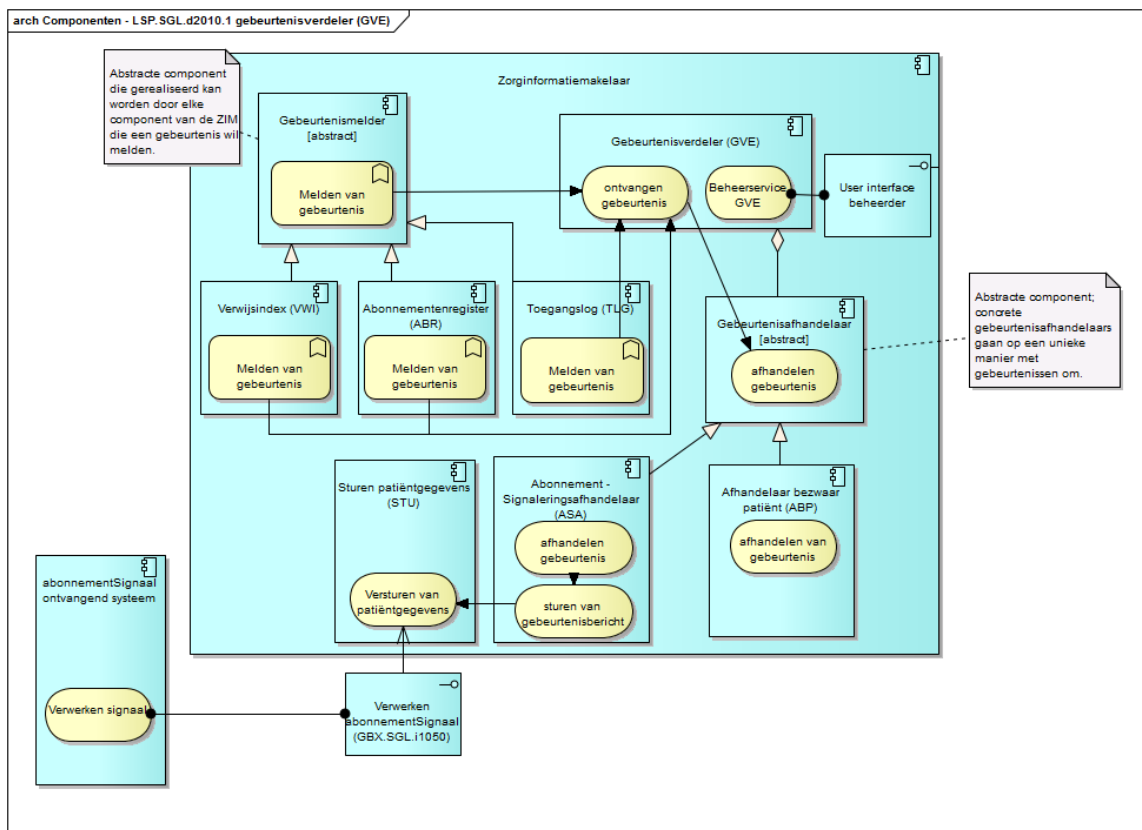 arch Componenten - LSP.SGL.d2010.1 gebeurtenisverdeler (GVE)
Abstracte component
die gerealiseerd kan
worden door elke
component van de ZIM
die een gebeurtenis wil
melden.
Zorginformatiemakelaar
Gebeurtenismelder
[abstract]
Melden van
gebeurtenis
Gebeurtenisverdeler (GVE)
ontvangen
gebeurtenis
Beheerservice
GVE
User interface
beheerder
Verwijsindex (VWI)
Melden van
gebeurtenis
Abonnementenregister
(ABR)
Melden van
gebeurtenis
Toegangslog (TLG)
Melden van
gebeurtenis
Gebeurtenisafhandelaar
[abstract]
afhandelen
gebeurtenis
Abstracte component;
concrete
gebeurtenisafhandelaars
gaan op een unieke
manier met
gebeurtenissen om.
Sturen patiëntgegevens
(STU)
Versturen van
patiëntgegevens
Abonnement -
Signaleringsafhandelaar
(ASA)
afhandelen
gebeurtenis
sturen van
gebeurtenisbericht
Afhandelaar bezwaar
patiënt (ABP)
afhandelen van
gebeurtenis
abonnementSignaal
ontvangend systeem
Verwerken signaal
Verwerken
abonnementSignaal
(GBX.SGL.i1050)